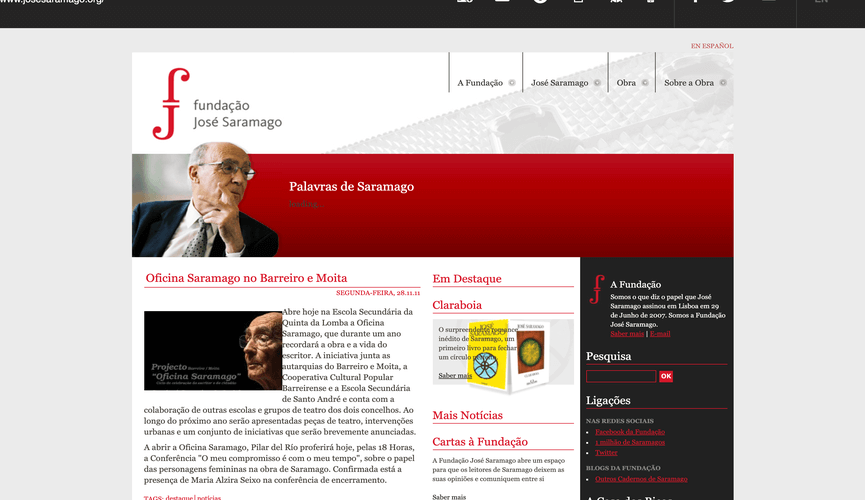 www.josesaramago.org/
EN
EN ESPAÑOL
fundação
José Saramago
A Fundação
José Saramago
Obra
Sobre a Obra
Palavras de Saramago
loading...
Oficina Saramago no Barreiro e Moita
SEGUNDA-FEIRA, 28.11.11
Abre hoje na Escola Secundária da
Quinta da Lomba a Oficina
Saramago, que durante um ano
recordará a obra e a vida do
escritor. A iniciativa junta as
autarquias do Barreiro e Moita, a
Cooperativa Cultural Popular
Barreirense e a Escola Secundária
de Santo André e conta com a
colaboração de outras escolas e grupos de teatro dos dois concelhos. Ao
longo do próximo ano serão apresentadas peças de teatro, intervenções
urbanas e um conjunto de iniciativas que serão brevemente anunciadas.
Projecto Barreiro / Moita
"Oficina Saramago"
A abrir a Oficina, Pilar del Río proferirá hoje, pelas 18 Horas,
a Conferência "O meu compromisso é com o meu tempo", sobre o papel
das personagens femininas na obra de Saramago. Confirmada está a
presença de Maria Alzira Seixo na conferência de encerramento.
TAGS: destaque | notícias
Em Destaque
Claraboia
O surpreendente romance
inédito de Saramago, um
primeiro livro para fechar
um círculo
Saber mais
JOSÉ SARAMAGO
Mais Notícias
Cartas à Fundação
A Fundação José Saramago abre um espaço
para que os leitores de Saramago deixem as
suas opiniões e comuniquem entre si
Saber mais
A Fundação
Somos o que diz o papel que José
Saramago assinou em Lisboa em 29
de Junho de 2007. Somos a Fundação
José Saramago.
Saber mais | E-mail
Pesquisa
OK
Ligações
NAS REDES SOCIAIS
Facebook da Fundação
1 milhão de Saramagos
Twitter
BLOGS DA FUNDAÇÃO
Outros Cadernos de Saramago
A Casa dos Bicos